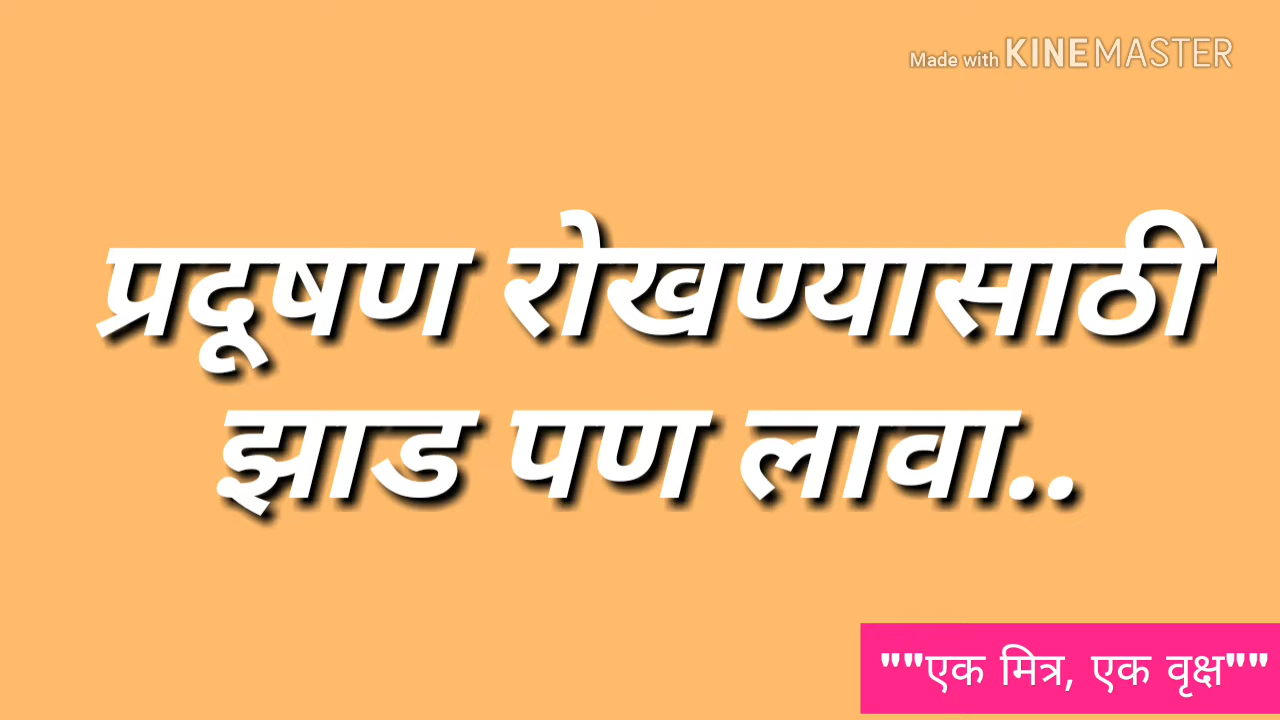 Made with KINEMASTER
प्रदूषण रोखण्यासाठी
झाड पण लावा..
""एक मित्र, एक वृक्ष""